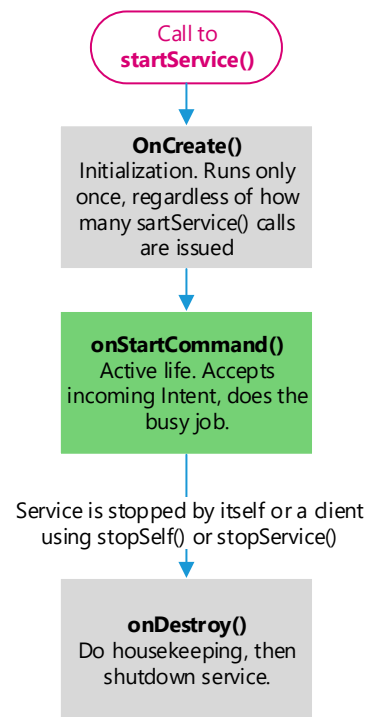 Call to
startService()
OnCreate()
Initialization. Runs only
once, regardless of how
many sartService() calls
are issued
onStartCommand()
Active life. Accepts
incoming Intent, does the
busy job.
Service is stopped by itself or a client
using stopSelf() or stopService()
onDestroy()
Do housekeeping, then
shutdown service.